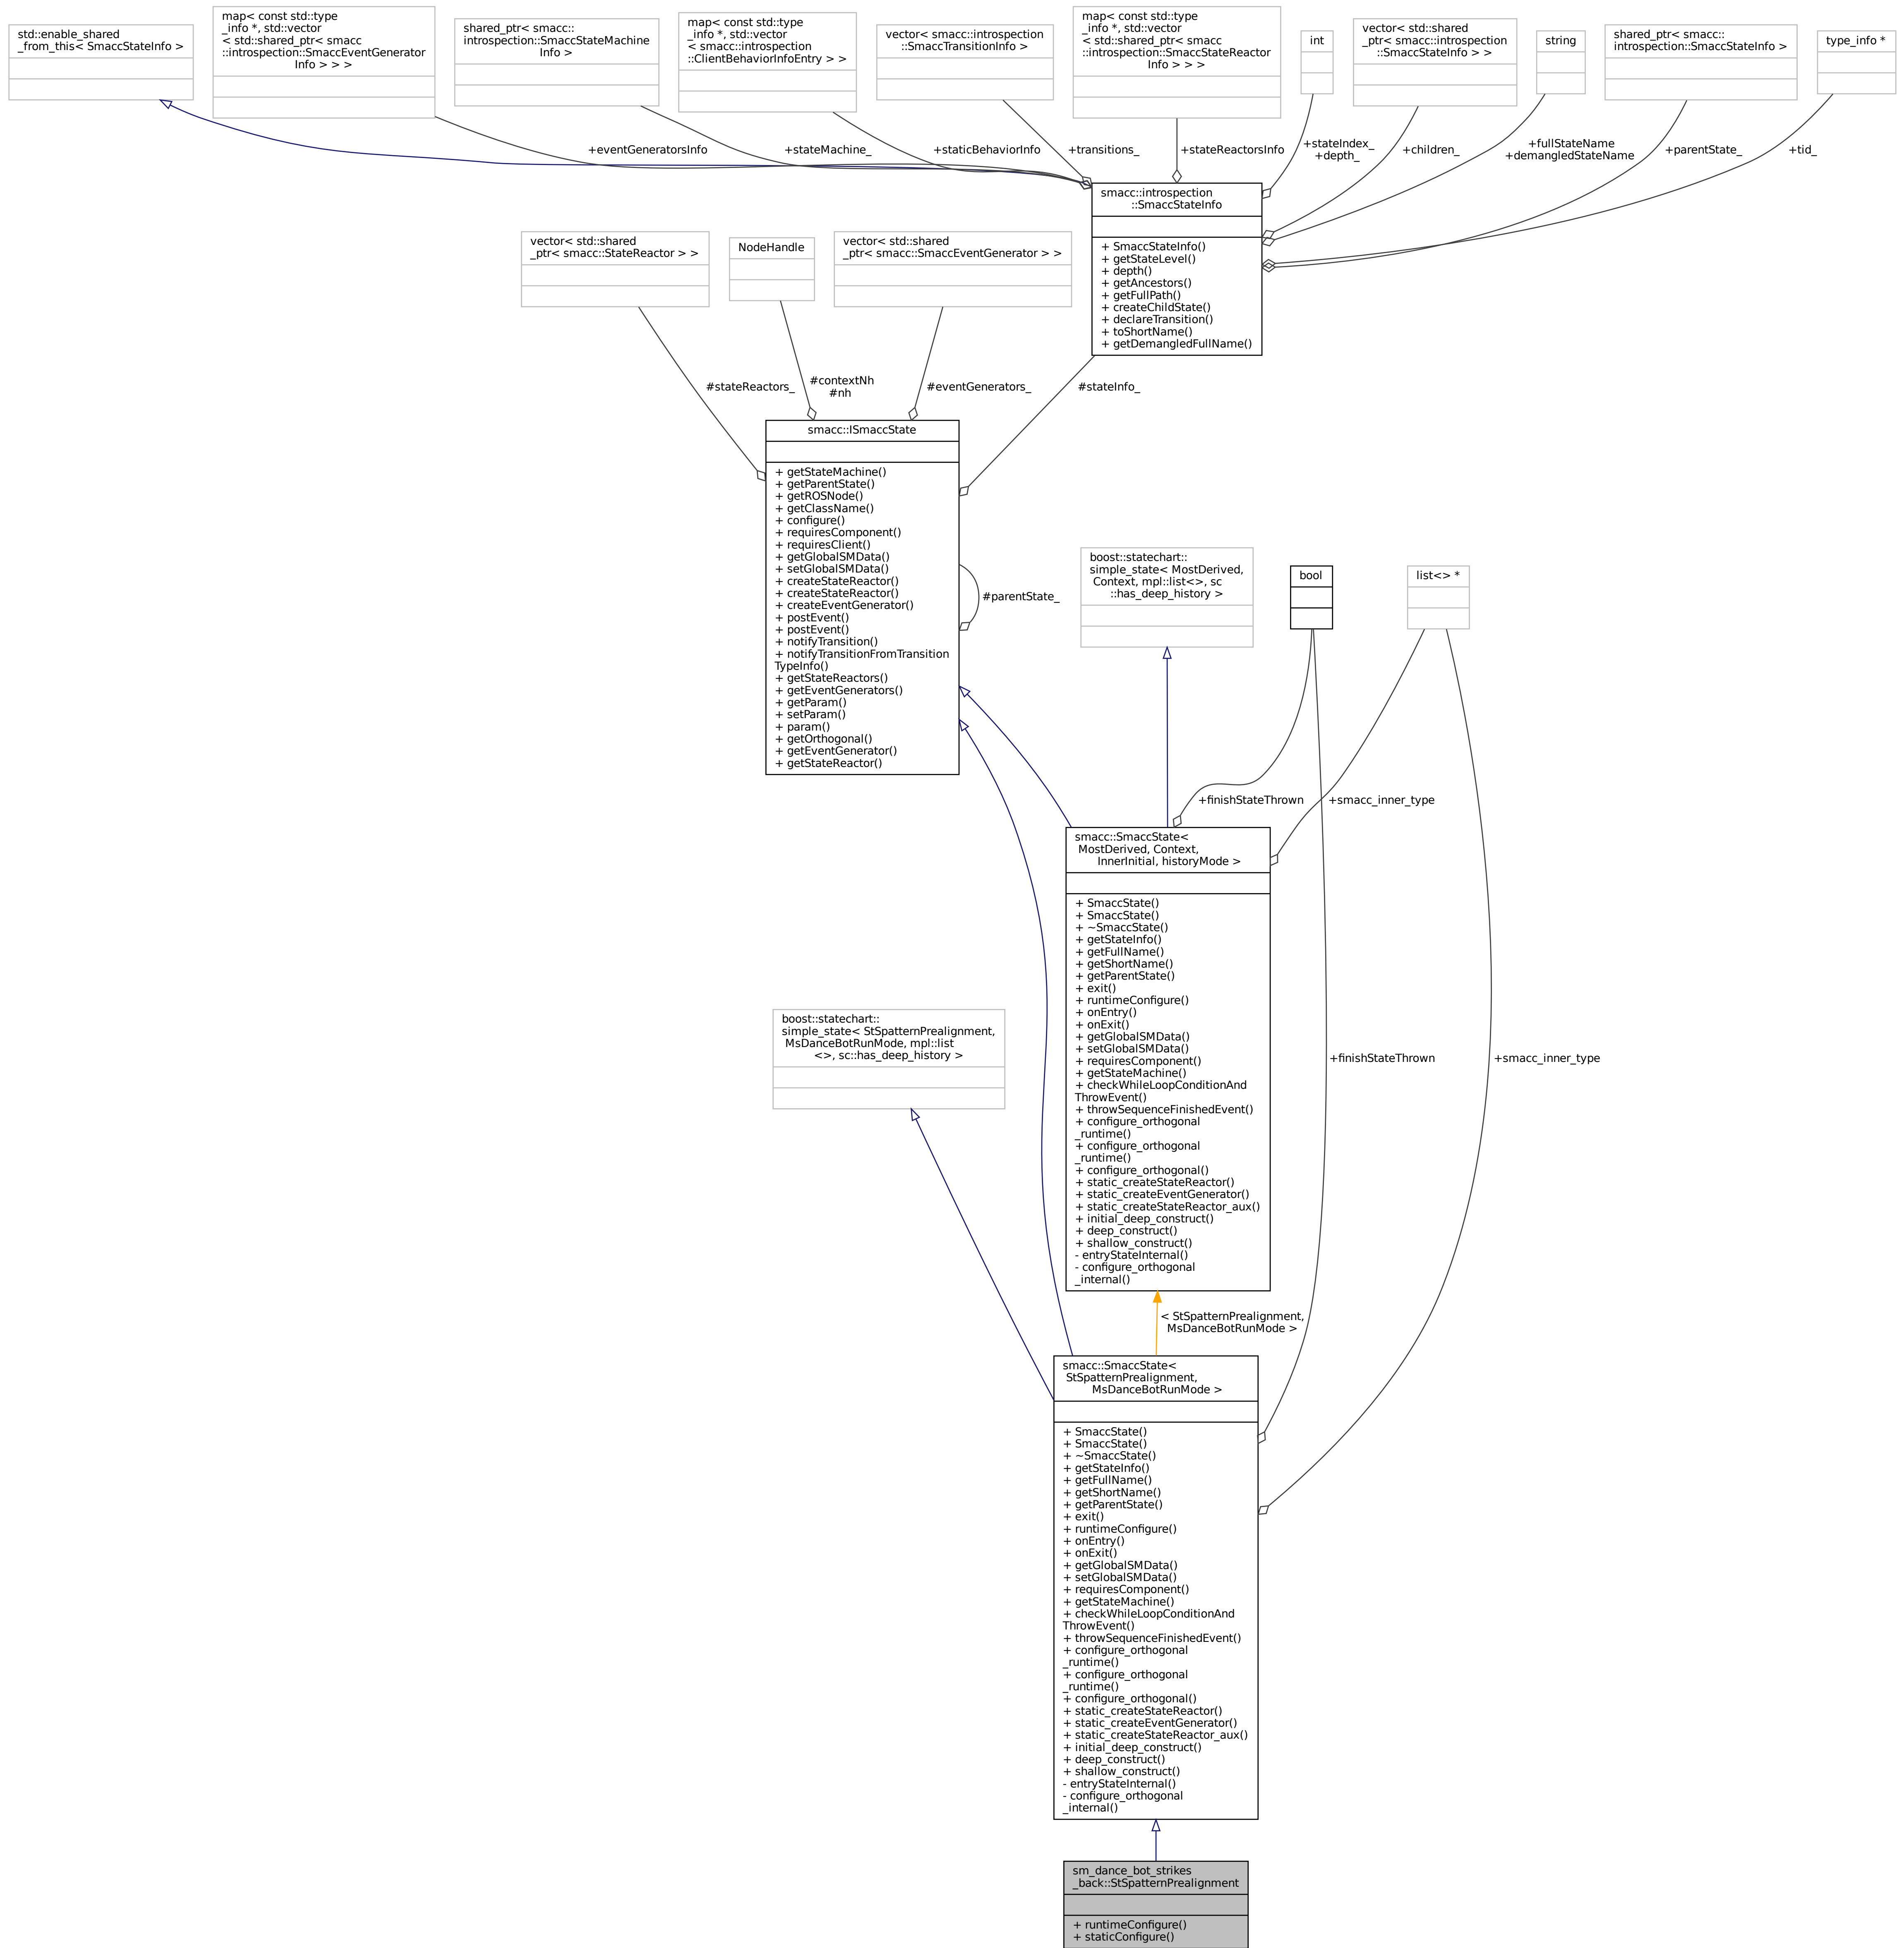 std::enable_shared
_from_this< SmaccStateInfo >
map< const std::type
_info *, std::vector
< std::shared_ptr< smacc
::introspection::SmaccEventGenerator
Info > > >
shared_ptr< smacc::
introspection::SmaccStateMachine
Info >
map< const std::type
_info *, std::vector
< smacc::introspection
::ClientBehaviorInfoEntry > >
vector< smacc::introspection
::SmaccTransitionInfo >
map< const std::type
_info *, std::vector
< std::shared_ptr< smacc
::introspection::SmaccStateReactor
Info > > >
int
vector< std::shared
_ptr< smacc::introspection
::SmaccStateInfo > >
string
shared_ptr< smacc::
introspection::SmaccStateInfo >
type_info *
+eventGeneratorsInfo
+stateMachine_
+staticBehaviorInfo
+transitions_
+stateReactorsInfo
+stateIndex_
+depth_
+children_
+fullStateName
+demangledStateName
+parentState_
+tid_
smacc::introspection
::SmaccStateInfo
+ SmaccStateInfo()
+ getStateLevel()
+ depth()
+ getAncestors()
+ getFullPath()
+ createChildState()
+ declareTransition()
+ toShortName()
+ getDemangledFullName()
vector< std::shared
_ptr< smacc::StateReactor > >
NodeHandle
vector< std::shared
_ptr< smacc::SmaccEventGenerator > >
#stateReactors_
#contextNh
#nh
#eventGenerators_
#stateInfo_
smacc::ISmaccState
+ getStateMachine()
+ getParentState()
+ getROSNode()
+ getClassName()
+ configure()
+ requiresComponent()
+ requiresClient()
+ getGlobalSMData()
+ setGlobalSMData()
+ createStateReactor()
+ createStateReactor()
+ createEventGenerator()
+ postEvent()
+ postEvent()
+ notifyTransition()
+ notifyTransitionFromTransition
TypeInfo()
+ getStateReactors()
+ getEventGenerators()
+ getParam()
+ setParam()
+ param()
+ getOrthogonal()
+ getEventGenerator()
+ getStateReactor()
#parentState_
boost::statechart::
simple_state< MostDerived,
Context, mpl::list<>, sc
::has_deep_history >
bool
list<> *
+finishStateThrown
+smacc_inner_type
smacc::SmaccState<
MostDerived, Context,
InnerInitial, historyMode >
+ SmaccState()
+ SmaccState()
+ ~SmaccState()
+ getStateInfo()
+ getFullName()
+ getShortName()
+ getParentState()
+ exit()
+ runtimeConfigure()
+ onEntry()
+ onExit()
+ getGlobalSMData()
+ setGlobalSMData()
+ requiresComponent()
+ getStateMachine()
+ checkWhileLoopConditionAnd
ThrowEvent()
+ throwSequenceFinishedEvent()
+ configure_orthogonal
_runtime()
+ configure_orthogonal
_runtime()
+ configure_orthogonal()
+ static_createStateReactor()
+ static_createEventGenerator()
+ static_createStateReactor_aux()
+ initial_deep_construct()
+ deep_construct()
+ shallow_construct()
- entryStateInternal()
- configure_orthogonal
_internal()
boost::statechart::
simple_state< StSpatternPrealignment,
MsDanceBotRunMode, mpl::list
<>, sc::has_deep_history >
+finishStateThrown
+smacc_inner_type
< StSpatternPrealignment,
MsDanceBotRunMode >
smacc::SmaccState<
StSpatternPrealignment,
MsDanceBotRunMode >
+ SmaccState()
+ SmaccState()
+ ~SmaccState()
+ getStateInfo()
+ getFullName()
+ getShortName()
+ getParentState()
+ exit()
+ runtimeConfigure()
+ onEntry()
+ onExit()
+ getGlobalSMData()
+ setGlobalSMData()
+ requiresComponent()
+ getStateMachine()
+ checkWhileLoopConditionAnd
ThrowEvent()
+ throwSequenceFinishedEvent()
+ configure_orthogonal
_runtime()
+ configure_orthogonal
_runtime()
+ configure_orthogonal()
+ static_createStateReactor()
+ static_createEventGenerator()
+ static_createStateReactor_aux()
+ initial_deep_construct()
+ deep_construct()
+ shallow_construct()
- entryStateInternal()
- configure_orthogonal
_internal()
sm_dance_bot_strikes
_back::StSpatternPrealignment
+ runtimeConfigure()
+ staticConfigure()